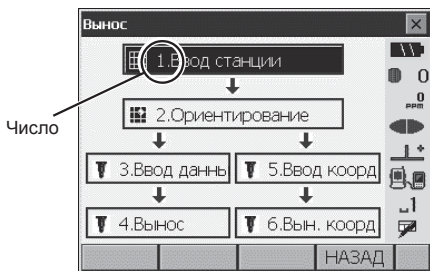 Вынос
1.Ввод станции
0
0
PPM
2.Ориентирование
Число
3.Ввод даннь
5.Ввод коорд
1
4.Вынос
6.Вын. коорд
НАЗАД